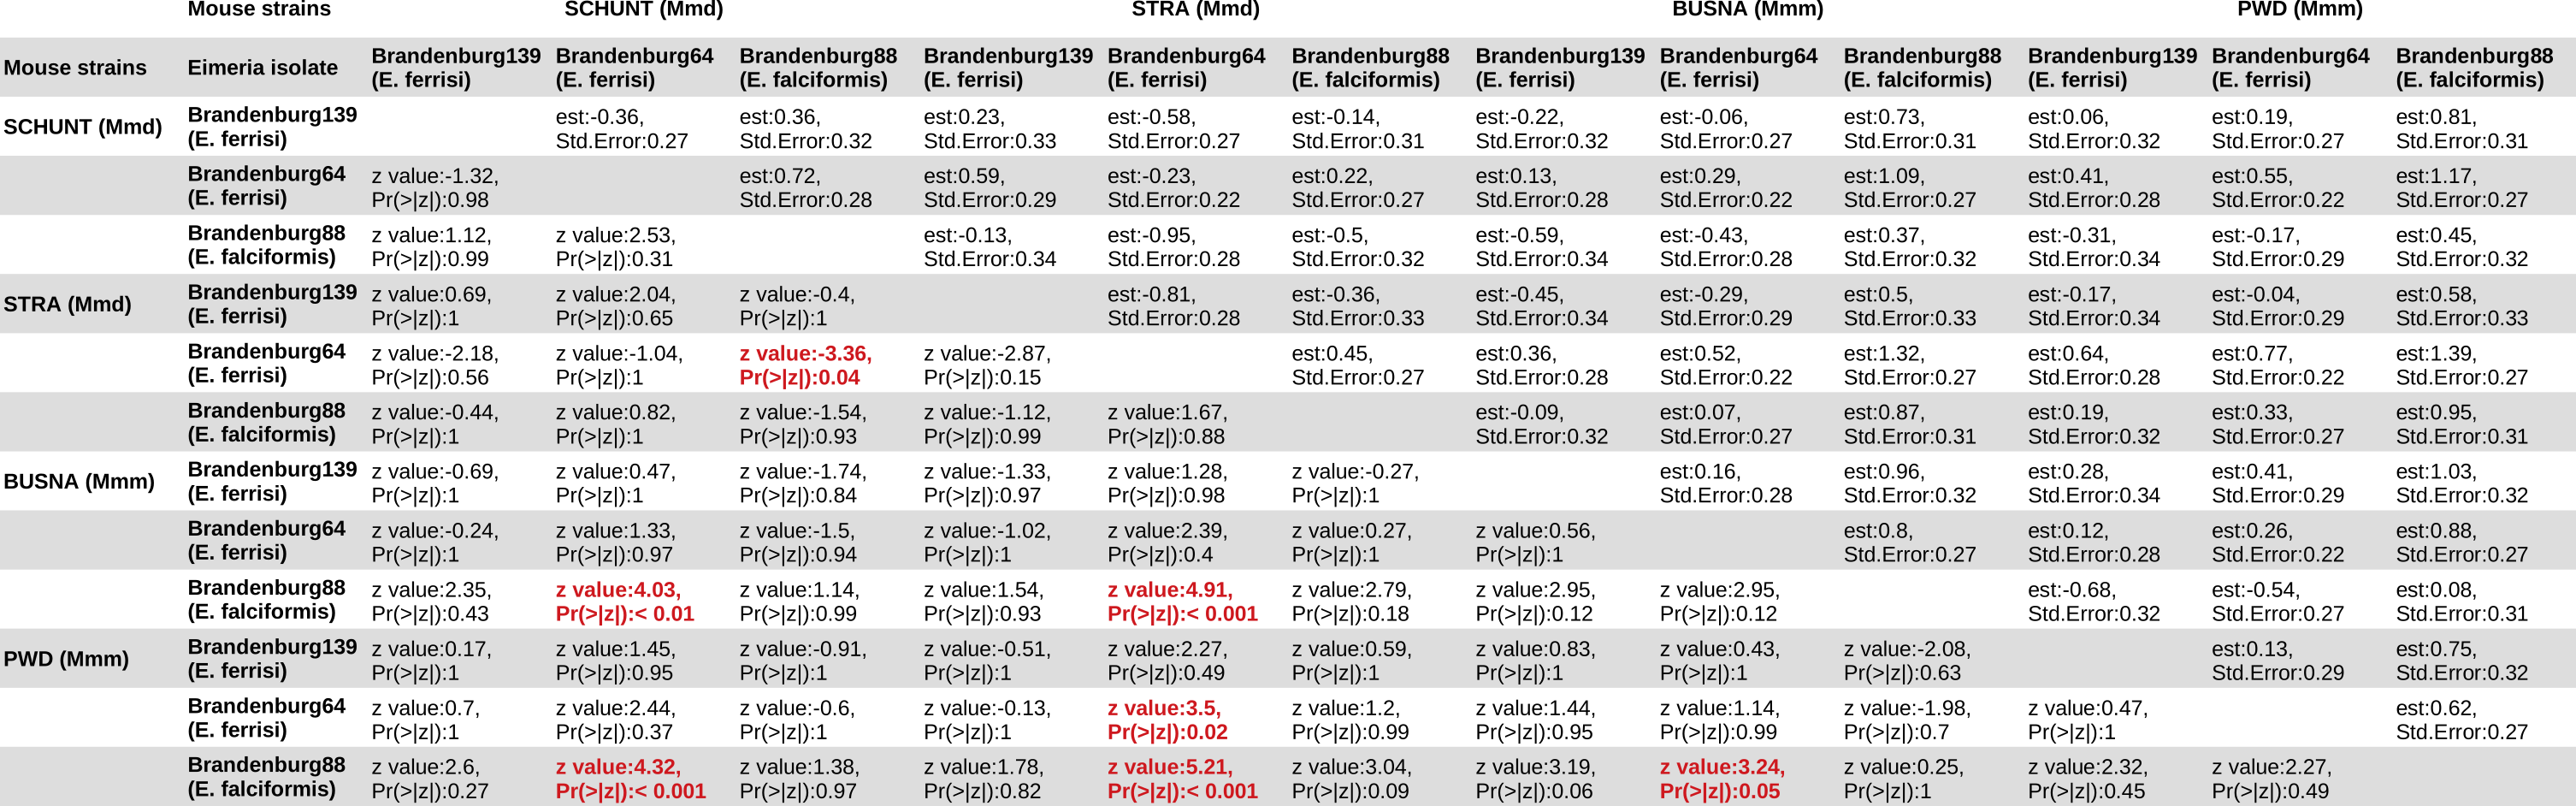 Mouse strains SCHUNT (Mmd) STRA (Mmd) BUSNA (Mmm) PWD (Mmm)
Brandenburg139 Brandenburg64 Brandenburg88 Brandenburg139 Brandenburg64 Brandenburg88 Brandenburg139 Brandenburg64 Brandenburg88 Brandenburg139 Brandenburg64 Brandenburg88
Mouse strains Eimeria isolate
(E. ferrisi) (E. ferrisi) (E. falciformis) (E. ferrisi) (E. ferrisi) (E. falciformis) (E. ferrisi) (E. ferrisi) (E. falciformis) (E. ferrisi) (E. ferrisi) (E. falciformis)
SCHUNT (Mmd)
Brandenburg139 est:-0.36, est:0.36, est:0.23, est:-0.58, est:-0.14, est:-0.22, est:-0.06, est:0.73, est:0.06, est:0.19, est:0.81,
(E. ferrisi) Std.Error:0.27 Std.Error:0.32 Std.Error:0.33 Std.Error:0.27 Std.Error:0.31 Std.Error:0.32 Std.Error:0.27 Std.Error:0.31 Std.Error:0.32 Std.Error:0.27 Std.Error:0.31
Brandenburg64 z value:-1.32, est:0.72, est:0.59, est:-0.23, est:0.22, est:0.13, est:0.29, est:1.09, est:0.41, est:0.55, est:1.17,
(E. ferrisi) Pr(>|z|):0.98 Std.Error:0.28 Std.Error:0.29 Std.Error:0.22 Std.Error:0.27 Std.Error:0.28 Std.Error:0.22 Std.Error:0.27 Std.Error:0.28 Std.Error:0.22 Std.Error:0.27
Brandenburg88 z value:1.12, z value:2.53, est:-0.13, est:-0.95, est:-0.5, est:-0.59, est:-0.43, est:0.37, est:-0.31, est:-0.17, est:0.45,
(E. falciformis) Pr(>|z|):0.99 Pr(>|z|):0.31 Std.Error:0.34 Std.Error:0.28 Std.Error:0.32 Std.Error:0.34 Std.Error:0.28 Std.Error:0.32 Std.Error:0.34 Std.Error:0.29 Std.Error:0.32
STRA (Mmd)
Brandenburg139 z value:0.69, z value:2.04, z value:-0.4, est:-0.81, est:-0.36, est:-0.45, est:-0.29, est:0.5, est:-0.17, est:-0.04, est:0.58,
(E. ferrisi) Pr(>|z|):1 Pr(>|z|):0.65 Pr(>|z|):1 Std.Error:0.28 Std.Error:0.33 Std.Error:0.34 Std.Error:0.29 Std.Error:0.33 Std.Error:0.34 Std.Error:0.29 Std.Error:0.33
Brandenburg64 z value:-2.18, z value:-1.04, z value:-3.36, z value:-2.87, est:0.45, est:0.36, est:0.52, est:1.32, est:0.64, est:0.77, est:1.39,
(E. ferrisi) Pr(>|z|):0.56 Pr(>|z|):1 Pr(>|z|):0.04 Pr(>|z|):0.15 Std.Error:0.27 Std.Error:0.28 Std.Error:0.22 Std.Error:0.27 Std.Error:0.28 Std.Error:0.22 Std.Error:0.27
Brandenburg88 z value:-0.44, z value:0.82, z value:-1.54, z value:-1.12, z value:1.67, est:-0.09, est:0.07, est:0.87, est:0.19, est:0.33, est:0.95,
(E. falciformis) Pr(>|z|):1 Pr(>|z|):1 Pr(>|z|):0.93 Pr(>|z|):0.99 Pr(>|z|):0.88 Std.Error:0.32 Std.Error:0.27 Std.Error:0.31 Std.Error:0.32 Std.Error:0.27 Std.Error:0.31
BUSNA (Mmm)
Brandenburg139 z value:-0.69, z value:0.47, z value:-1.74, z value:-1.33, z value:1.28, z value:-0.27, est:0.16, est:0.96, est:0.28, est:0.41, est:1.03,
(E. ferrisi) Pr(>|z|):1 Pr(>|z|):1 Pr(>|z|):0.84 Pr(>|z|):0.97 Pr(>|z|):0.98 Pr(>|z|):1 Std.Error:0.28 Std.Error:0.32 Std.Error:0.34 Std.Error:0.29 Std.Error:0.32
Brandenburg64 z value:-0.24, z value:1.33, z value:-1.5, z value:-1.02, z value:2.39, z value:0.27, z value:0.56, est:0.8, est:0.12, est:0.26, est:0.88,
(E. ferrisi) Pr(>|z|):1 Pr(>|z|):0.97 Pr(>|z|):0.94 Pr(>|z|):1 Pr(>|z|):0.4 Pr(>|z|):1 Pr(>|z|):1 Std.Error:0.27 Std.Error:0.28 Std.Error:0.22 Std.Error:0.27
Brandenburg88 z value:2.35, z value:4.03, z value:1.14, z value:1.54, z value:4.91, z value:2.79, z value:2.95, z value:2.95, est:-0.68, est:-0.54, est:0.08,
(E. falciformis) Pr(>|z|):0.43 Pr(>|z|):< 0.01 Pr(>|z|):0.99 Pr(>|z|):0.93 Pr(>|z|):< 0.001 Pr(>|z|):0.18 Pr(>|z|):0.12 Pr(>|z|):0.12 Std.Error:0.32 Std.Error:0.27 Std.Error:0.31
PWD (Mmm)
Brandenburg139 z value:0.17, z value:1.45, z value:-0.91, z value:-0.51, z value:2.27, z value:0.59, z value:0.83, z value:0.43, z value:-2.08, est:0.13, est:0.75,
(E. ferrisi) Pr(>|z|):1 Pr(>|z|):0.95 Pr(>|z|):1 Pr(>|z|):1 Pr(>|z|):0.49 Pr(>|z|):1 Pr(>|z|):1 Pr(>|z|):1 Pr(>|z|):0.63 Std.Error:0.29 Std.Error:0.32
Brandenburg64 z value:0.7, z value:2.44, z value:-0.6, z value:-0.13, z value:3.5, z value:1.2, z value:1.44, z value:1.14, z value:-1.98, z value:0.47, est:0.62,
(E. ferrisi) Pr(>|z|):1 Pr(>|z|):0.37 Pr(>|z|):1 Pr(>|z|):1 Pr(>|z|):0.02 Pr(>|z|):0.99 Pr(>|z|):0.95 Pr(>|z|):0.99 Pr(>|z|):0.7 Pr(>|z|):1 Std.Error:0.27
Brandenburg88 z value:2.6, z value:4.32, z value:1.38, z value:1.78, z value:5.21, z value:3.04, z value:3.19, z value:3.24, z value:0.25, z value:2.32, z value:2.27,
(E. falciformis) Pr(>|z|):0.27 Pr(>|z|):< 0.001 Pr(>|z|):0.97 Pr(>|z|):0.82 Pr(>|z|):< 0.001 Pr(>|z|):0.09 Pr(>|z|):0.06 Pr(>|z|):0.05 Pr(>|z|):1 Pr(>|z|):0.45 Pr(>|z|):0.49